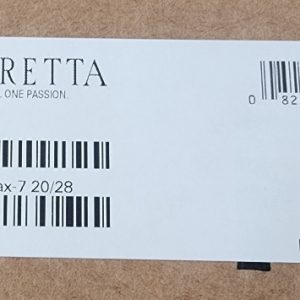 RETTA
ONE PASSION.
0 82
ax-7 20/28